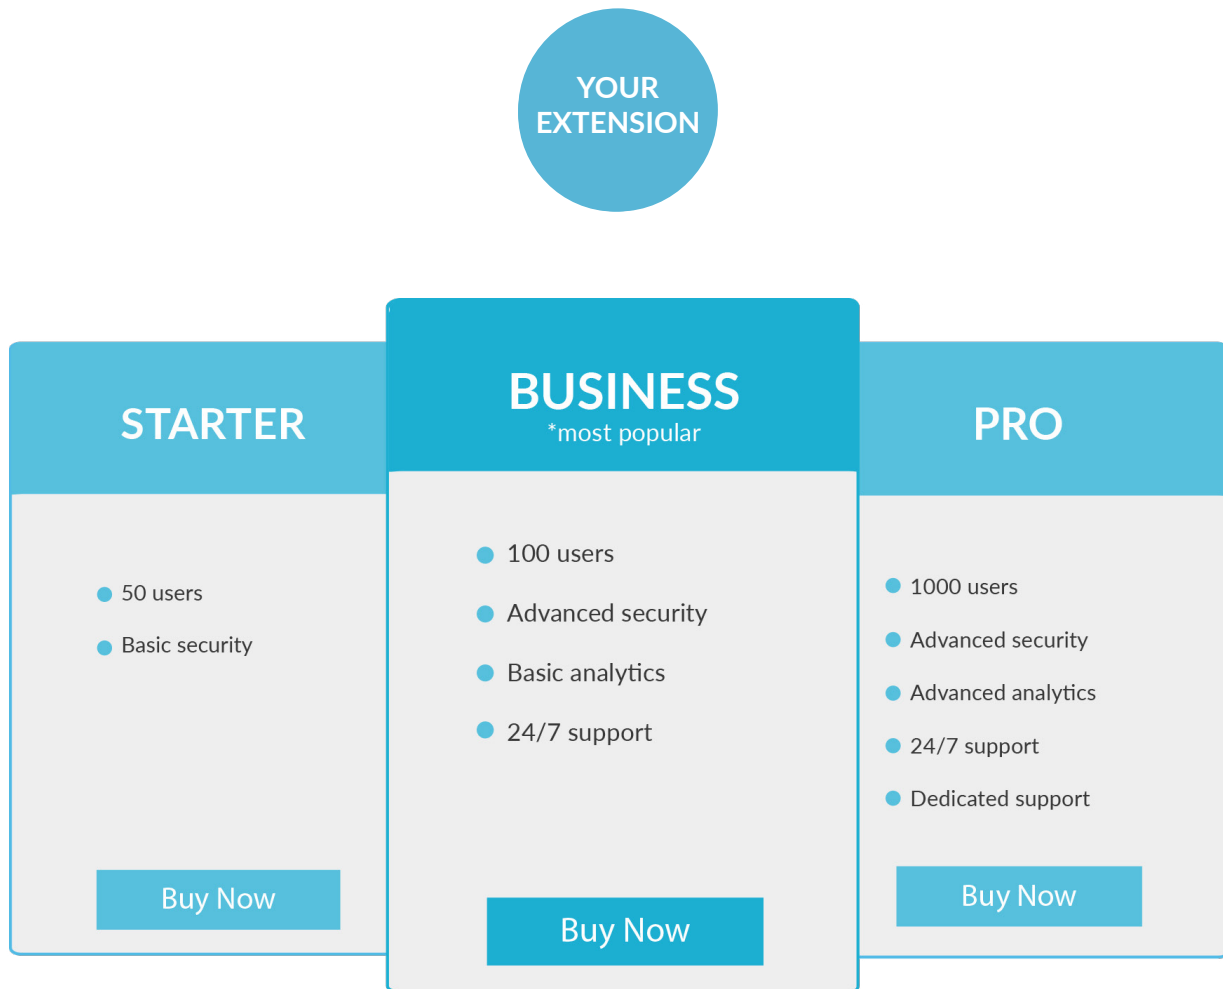 YOUR
EXTENSION
STARTER
50 users
Basic security
Buy Now
BUSINESS
*most popular
100 users
Advanced security
Basic analytics
24/7 support
Buy Now
PRO
1000 users
Advanced security
Advanced analytics
24/7 support
Dedicated support
Buy Now